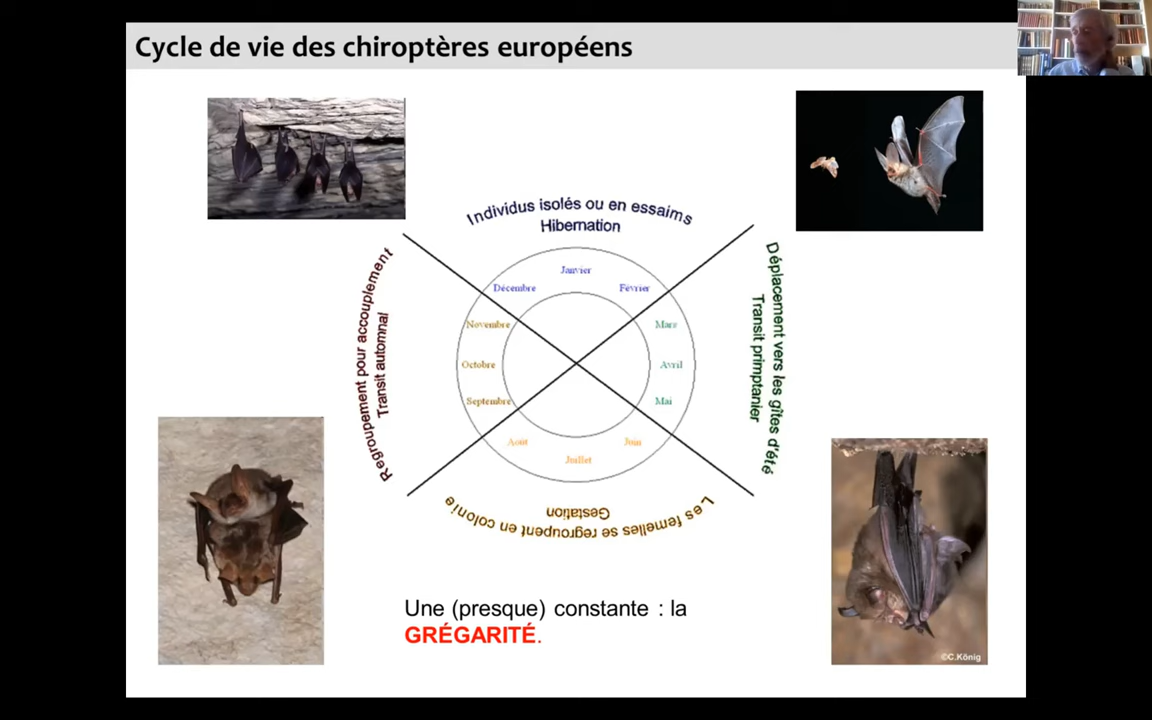 Cycle de vie des chiroptères européens
Individus isolés ou en essaims
Hibernation
Janvier
Décembre
Février
Novembre
Mars
Octobre
Avril
Septembre
Mai
Août
Juin
Juillet
Regroupement pour accouplement
Transit automnal
Déplacement vers les gîtes d'été
Transit primptanier
Gestation
Les femelles se regroupent en colonie
Une (presque) constante : la
GRÉGARITÉ.
©C.König